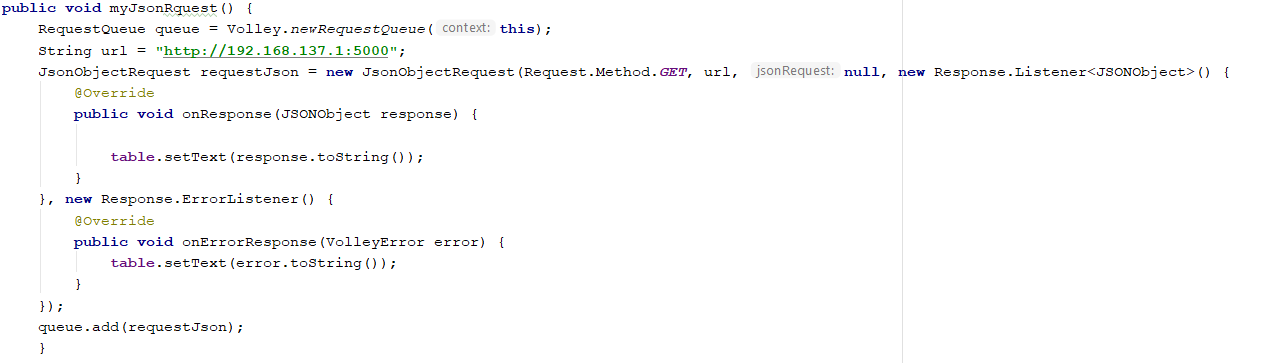 public void myJsonRquest() {
RequestQueue queue = Volley.newRequestQueue( context: this);
String url = "http://192.168.137.1:5000";
JsonObjectRequest requestJson = new JsonObjectRequest(Request.Method.GET, url, jsonRequest: null, new Response.Listener<JSONObject>() {
@Override
public void onResponse(JSONObject response) {
table.setText(response.toString());
}
}, new Response.ErrorListener() {
@Override
public void onErrorResponse(VolleyError error) {
table.setText(error.toString());
}
});
queue.add(requestJson);
}